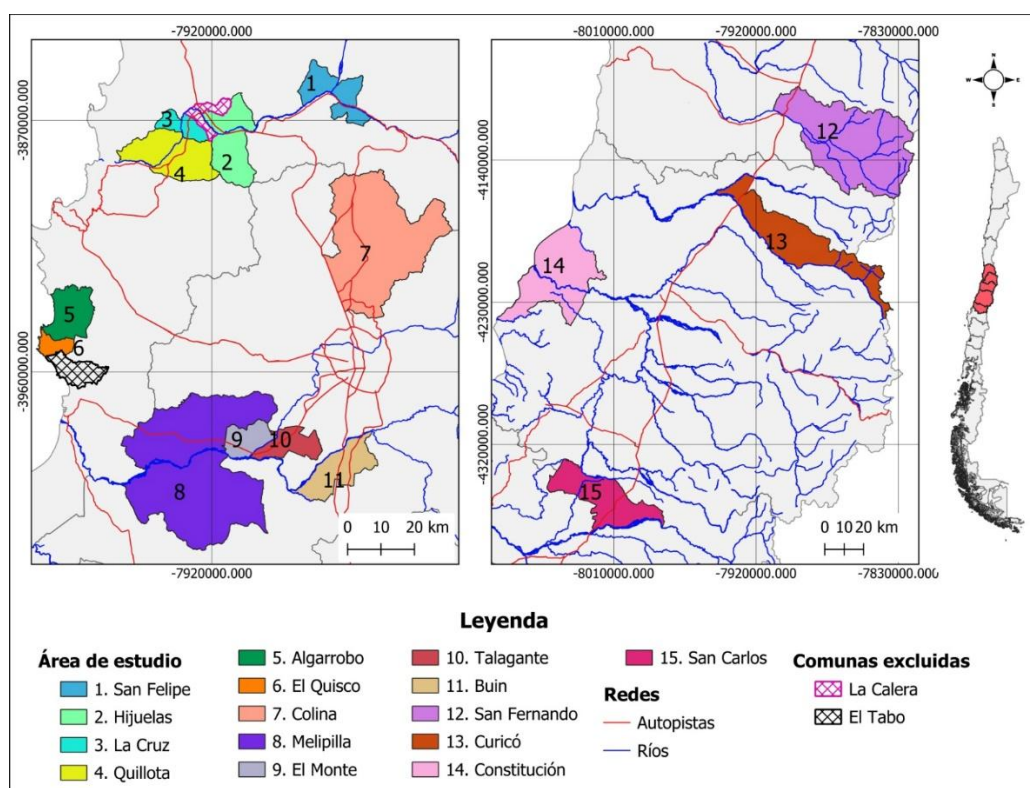 -7920000.000
-8010000.000 -7920000.000 -7830000.000
-3870000.000
-3960000.000
-4140000.000
-4230000.000
-4320000.000
N
W E
S
1
2
3
4
5
6
7
8
9
10
11
0 10 20 km
12
13
14
15
0 10 20 km
-7920000.000
-8010000.000 -7920000.000 -7830000.000
Leyenda
Área de estudio
1. San Felipe
2. Hijuelas
3. La Cruz
4. Quillota
5. Algarrobo
6. El Quisco
7. Colina
8. Melipilla
9. El Monte
10. Talagante
11. Buin
12. San Fernando
13. Curicó
14. Constitución
15. San Carlos
Redes
Autopistas
Ríos
Comunas excluidas
La Calera
El Tabo